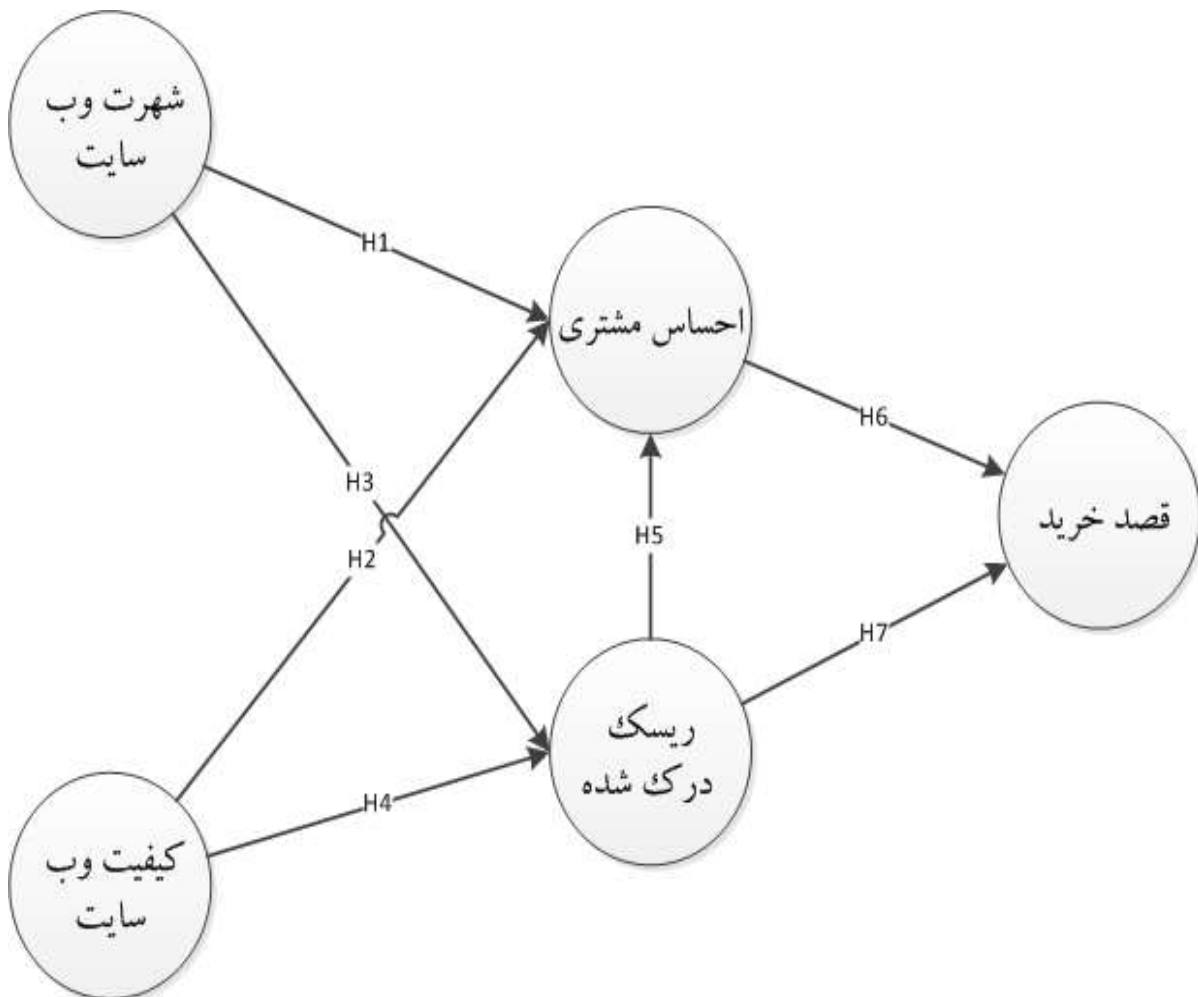 شهرت وب
سایت
H1
احساس مشتری
H6
H3
قصد خرید
H5
H2
H7
ریسک
درک شده
H4
کیفیت وب
سایت